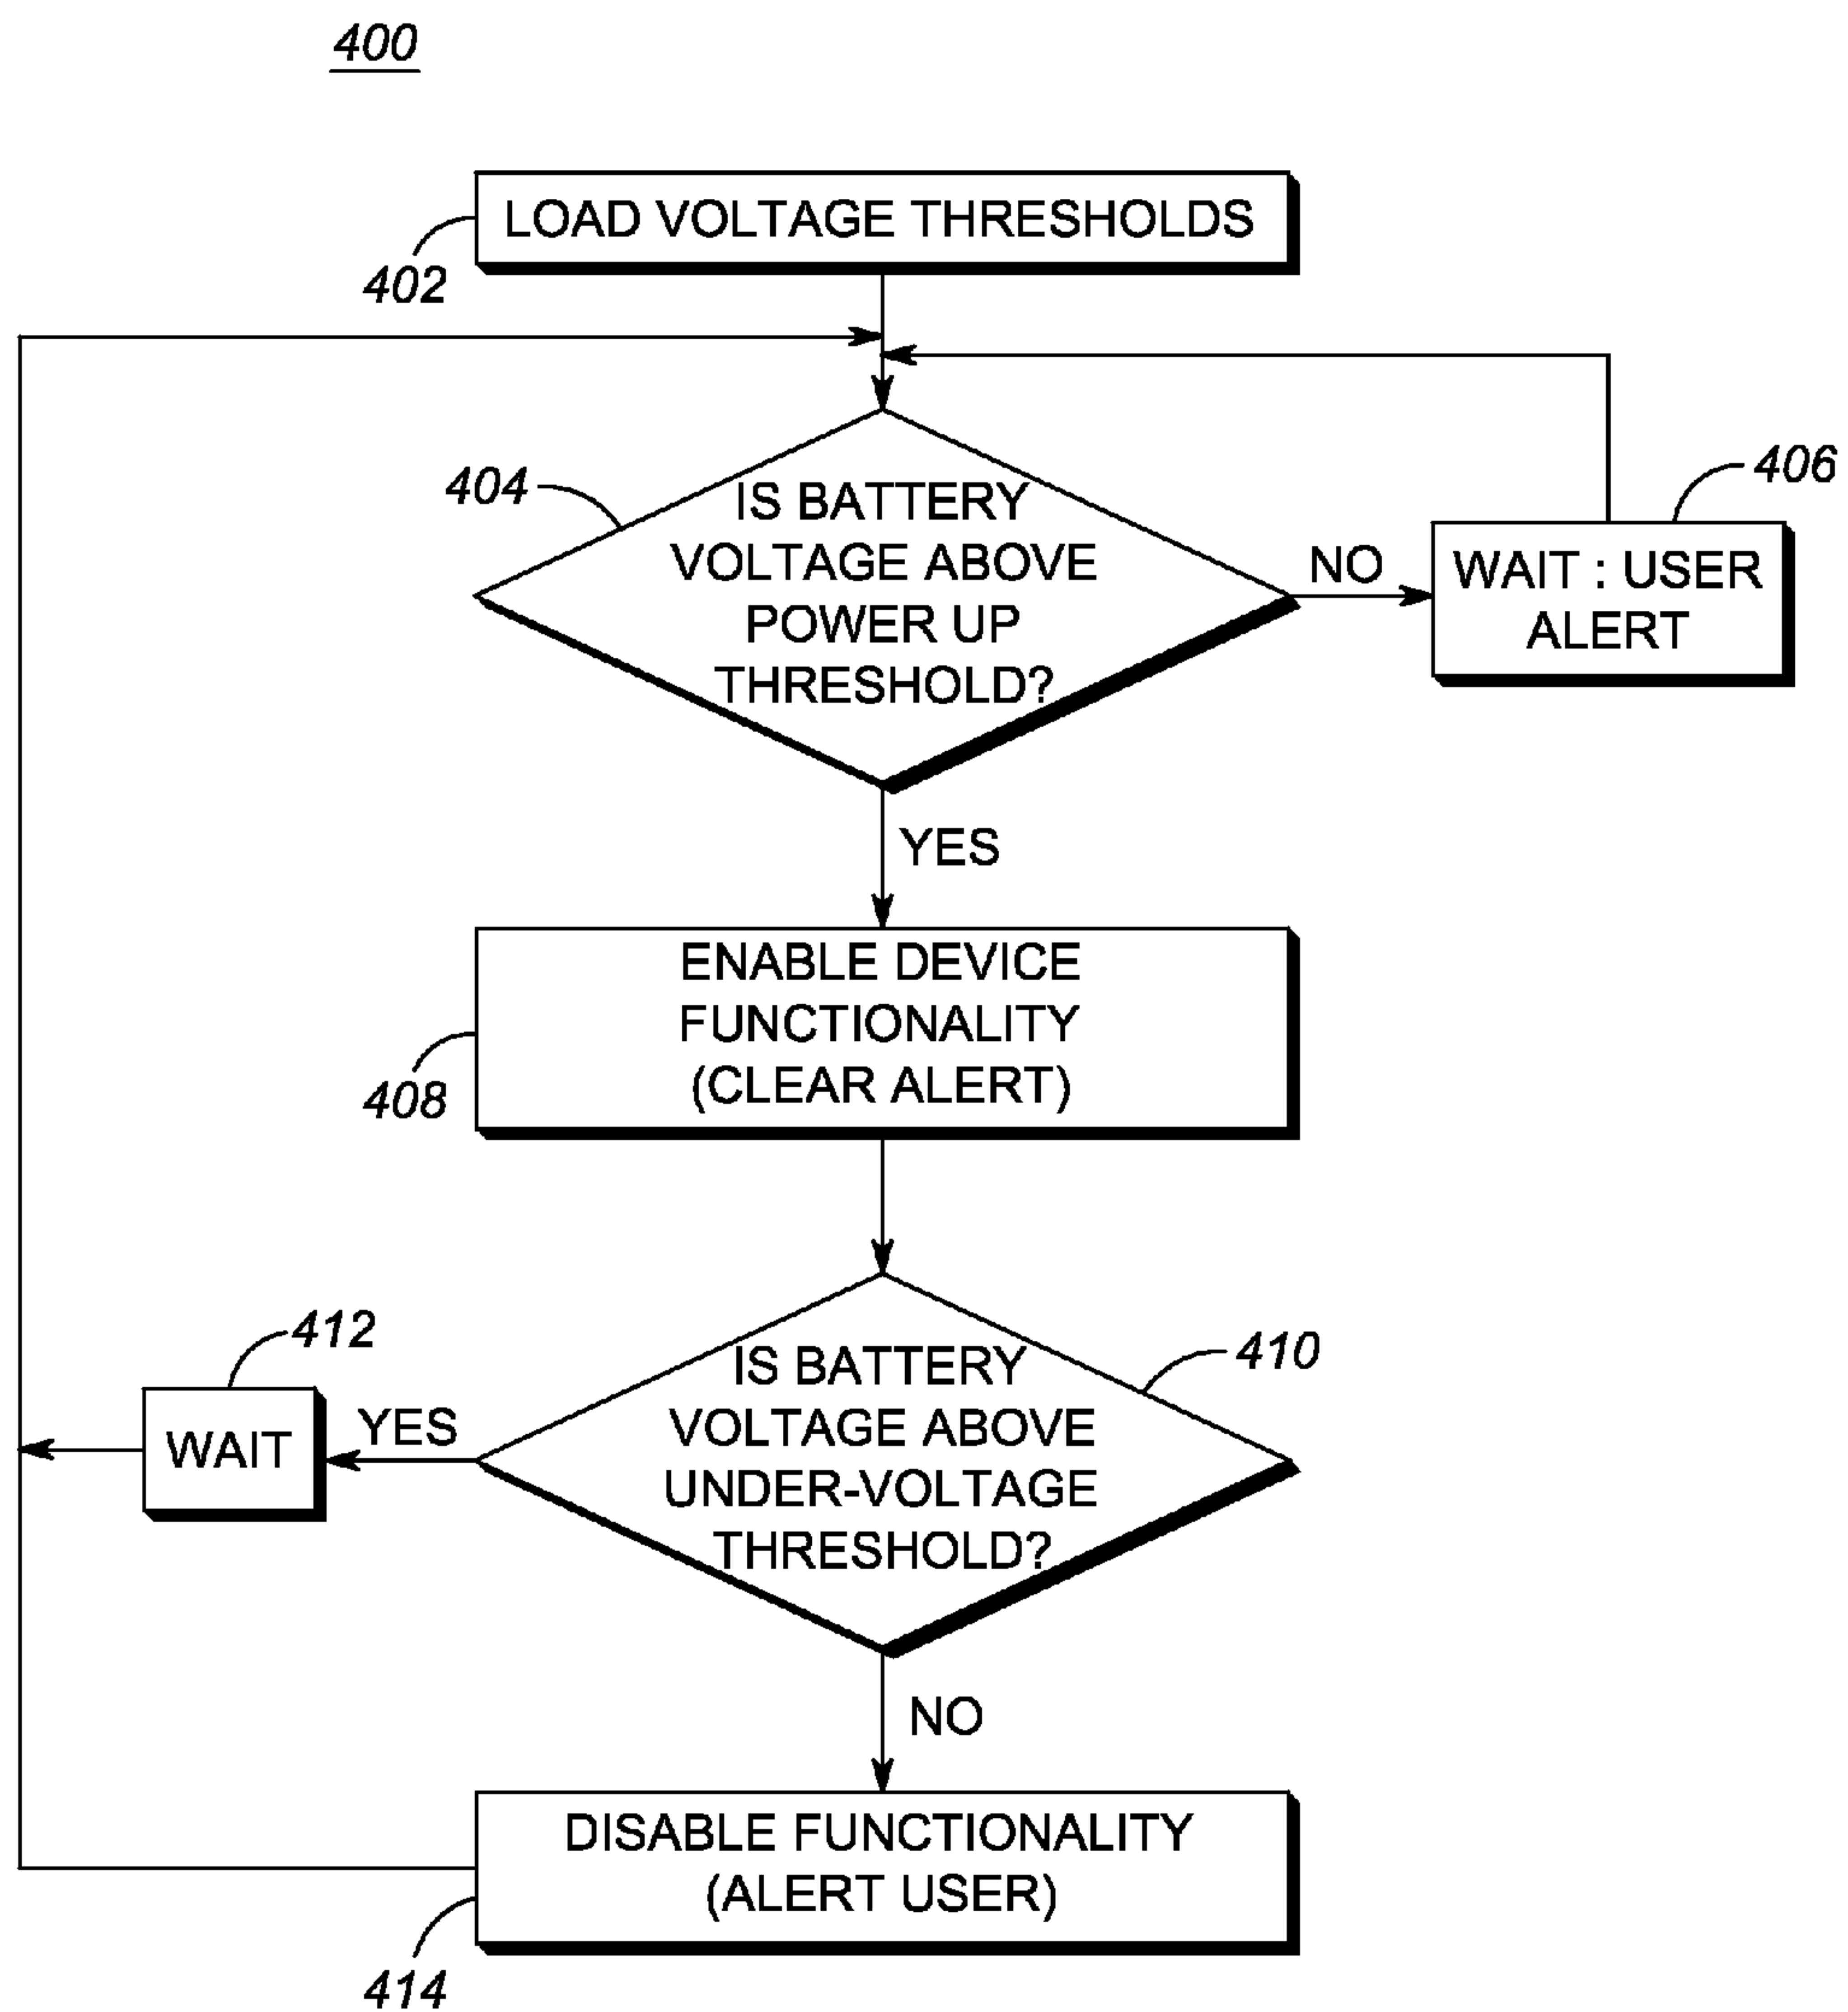 400
LOAD VOLTAGE THRESHOLDS
402
404
IS BATTERY
VOLTAGE ABOVE
POWER UP
THRESHOLD?
NO
406
WAIT : USER
ALERT
YES
ENABLE DEVICE
FUNCTIONALITY
(CLEAR ALERT)
408
412
WAIT
YES
410
IS BATTERY
VOLTAGE ABOVE
UNDER-VOLTAGE
THRESHOLD?
NO
DISABLE FUNCTIONALITY
(ALERT USER)
414